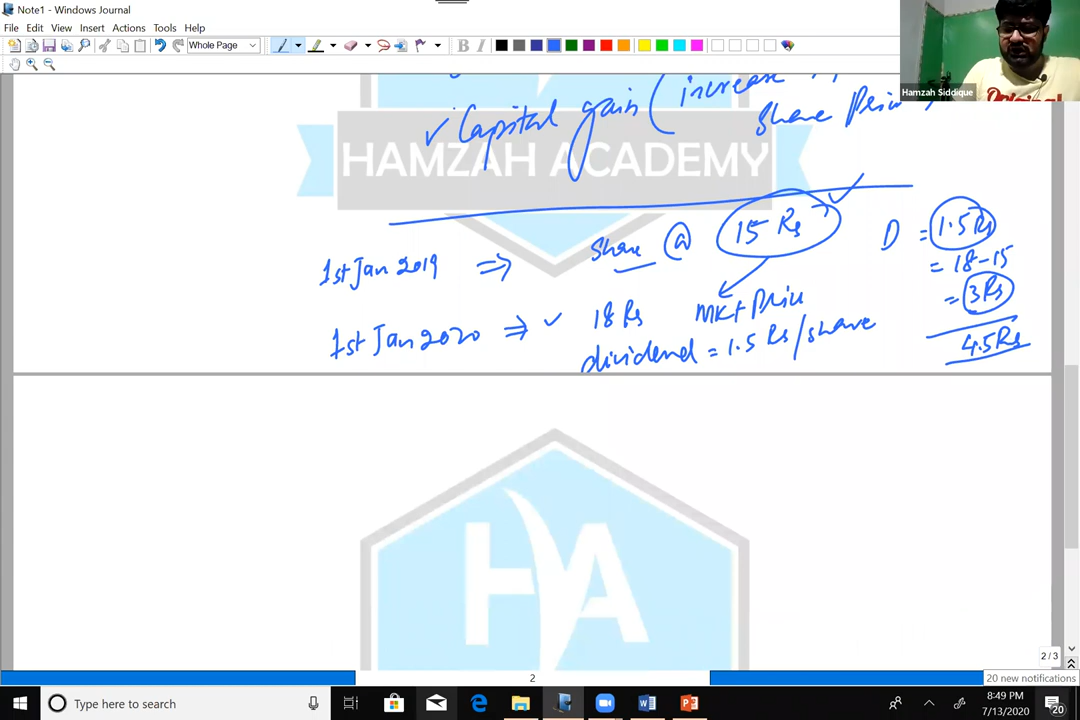 Note1 - Windows Journal
File Edit View Insert Actions Tools Help
Whole Page
B I
Hamzah Siddique
Original
✓ Capital gain (increase
Share Price
HAMZAH ACADEMY
1st Jan 2019 ⇒ Share @ 15 Rs ✓
D = 1.5 Rs
= 18-15
= 3 Rs
4.5 Rs
1st Jan 2020 ⇒ ✓ 18 Rs Mkt Price
dividend = 1.5 Rs/share
HA
2/3
2
20 new notifications
Type here to search
8:49 PM
7/13/2020
20